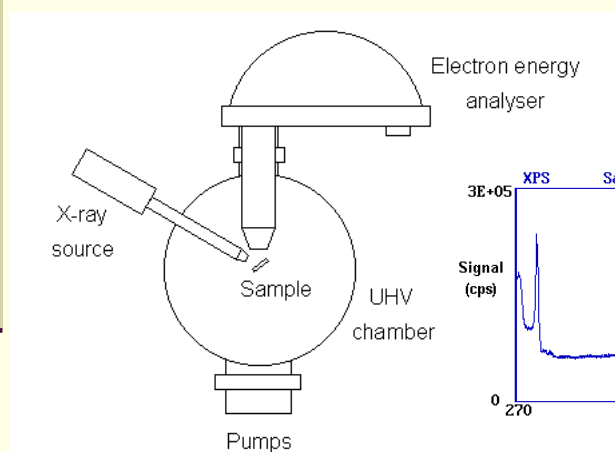 Electron energy
analyser
X-ray
source
Sample
UHV
chamber
Pumps
XPS
3E+05
Signal
(cps)
0
270